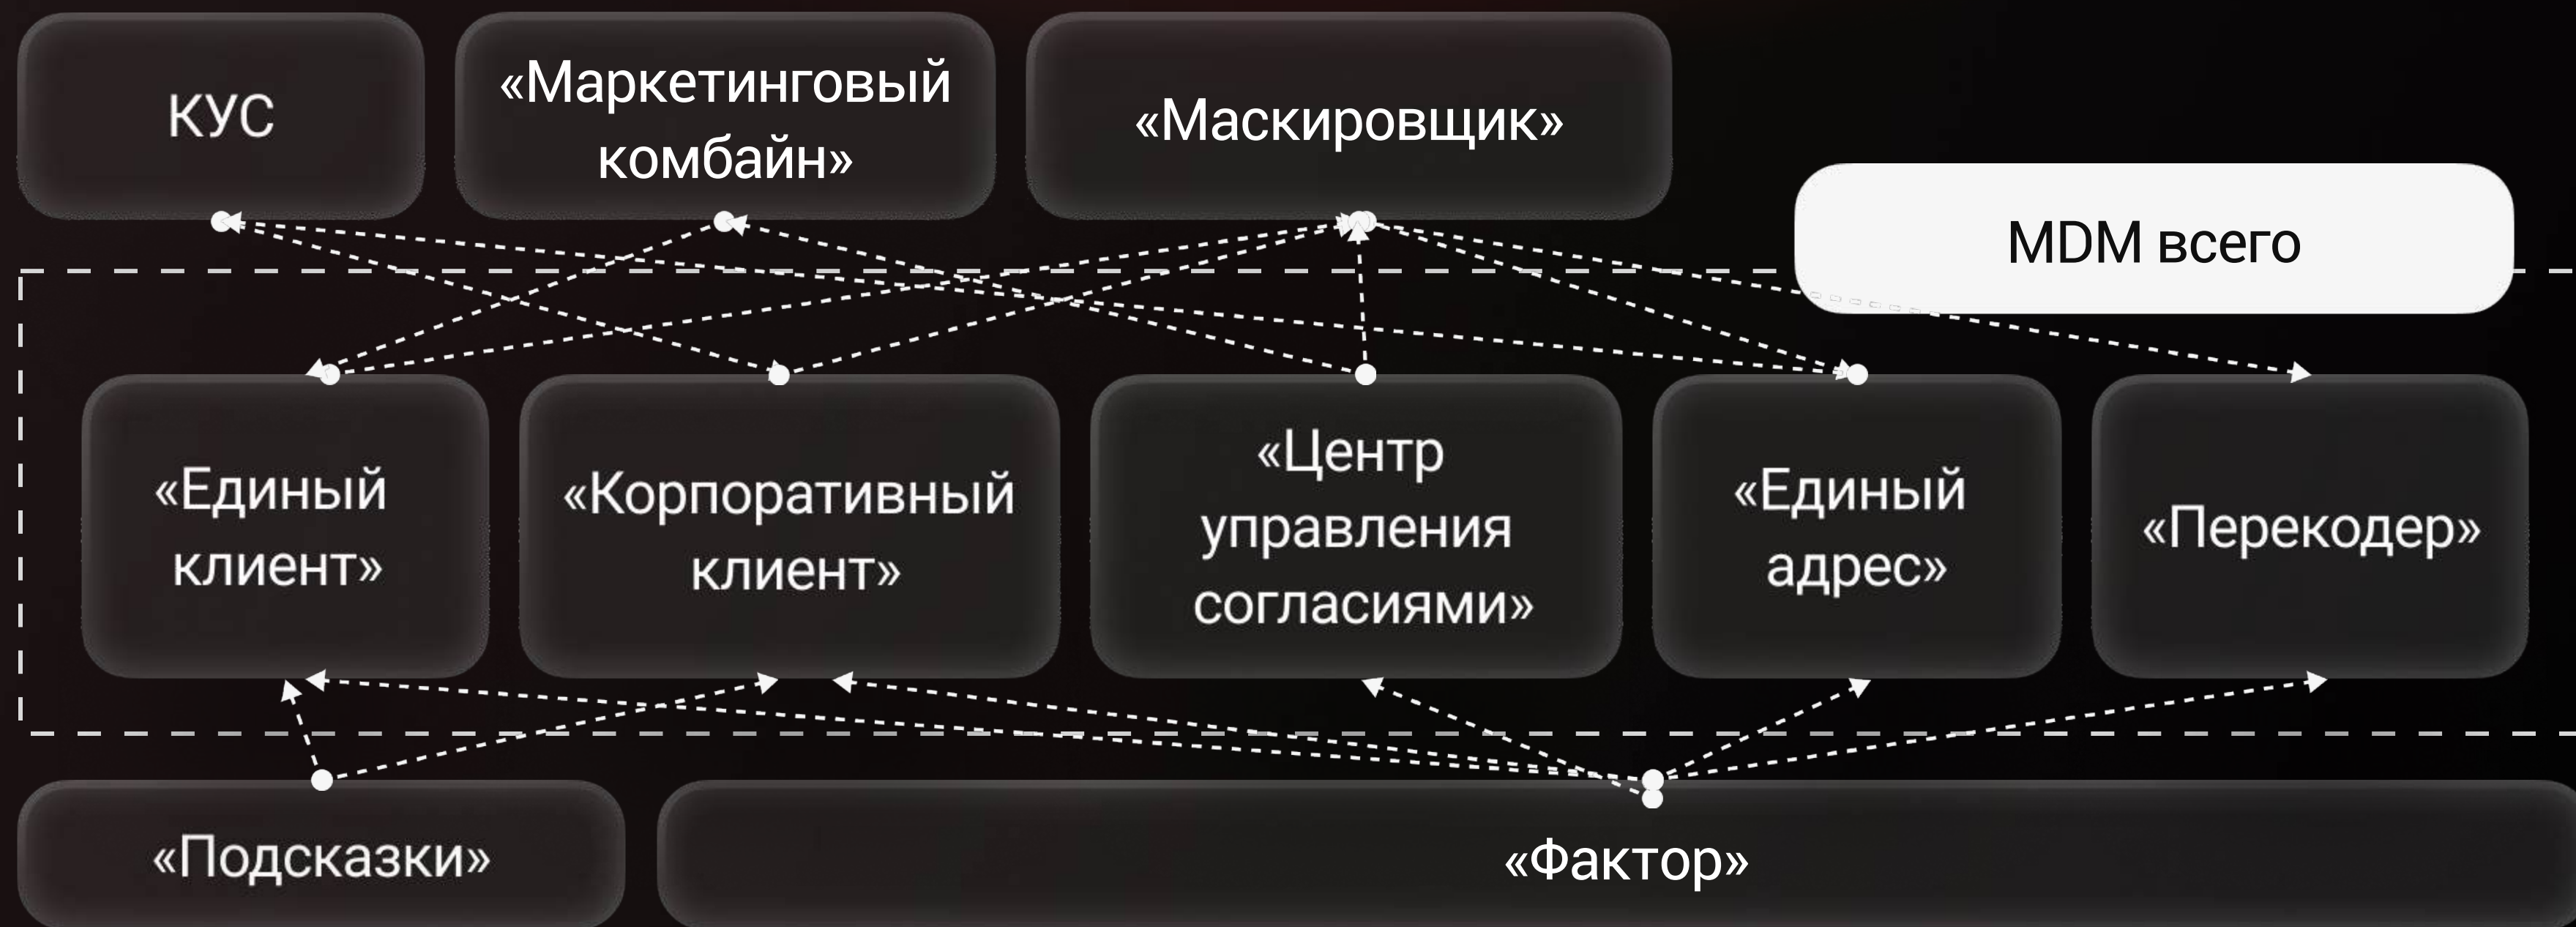 КУС
«Маркетинговый
комбайн»
«Маскировщик»
MDM всего
«Единый
клиент»
«Корпоративный
клиент»
«Центр
управления
согласиями»
«Единый
адрес»
«Перекодер»
«Подсказки»
«Фактор»